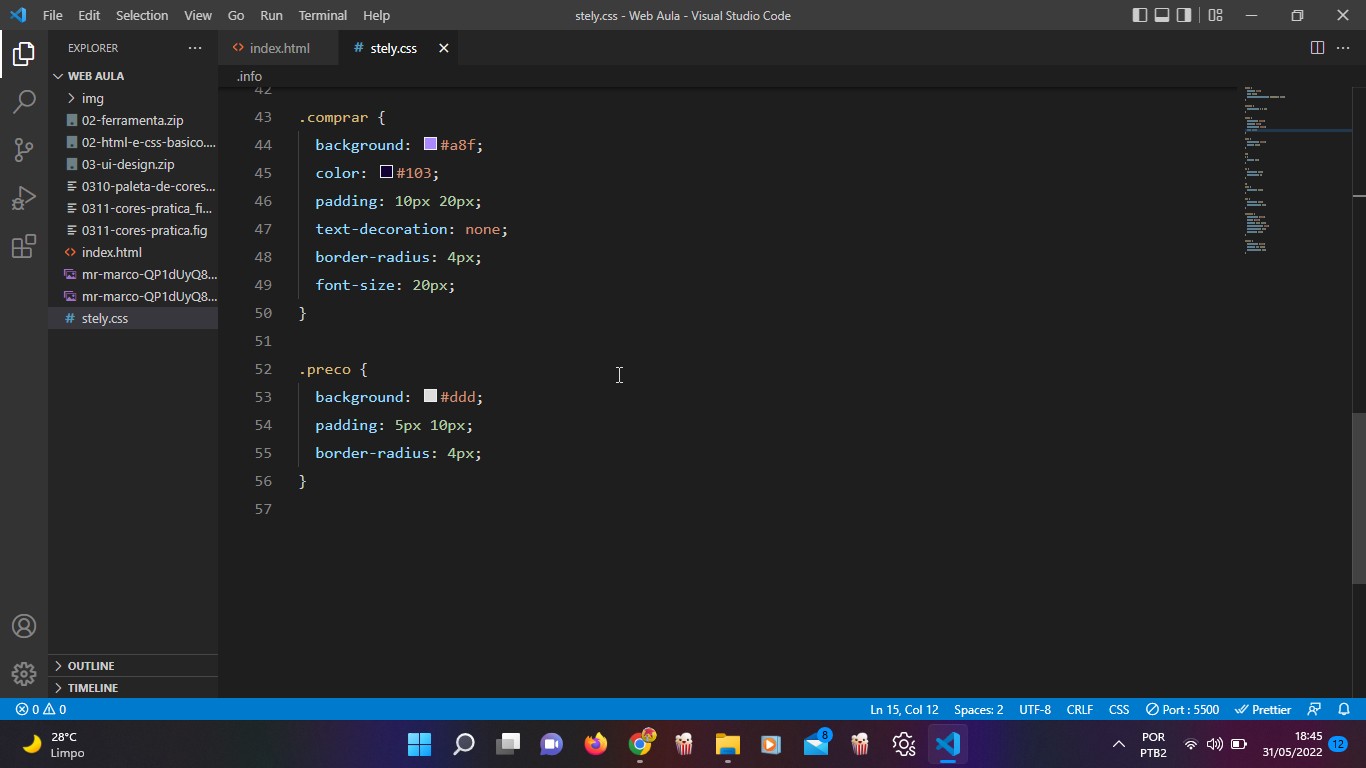 File Edit Selection View Go Run Terminal Help
stely.css - Web Aula - Visual Studio Code
EXPLORER
index.html
# stely.css
WEB AULA
img
02-ferramenta.zip
02-html-e-css-basico....
03-ui-design.zip
0310-paleta-de-cores...
0311-cores-pratica_fi...
0311-cores-pratica.fig
index.html
mr-marco-QP1dUyQ8...
mr-marco-QP1dUyQ8...
# stely.css
OUTLINE
TIMELINE
.info
42
43 .comprar {
44 background: #a8f;
45 color: #103;
46 padding: 10px 20px;
47 text-decoration: none;
48 border-radius: 4px;
49 font-size: 20px;
50 }
51
52 .preco {
53 background: #ddd;
54 padding: 5px 10px;
55 border-radius: 4px;
56 }
57
0 0
Ln 15, Col 12 Spaces: 2 UTF-8 CRLF CSS Port : 5500 Prettier
28°C
Limpo
8
POR
PTB2
18:45
31/05/2022
12